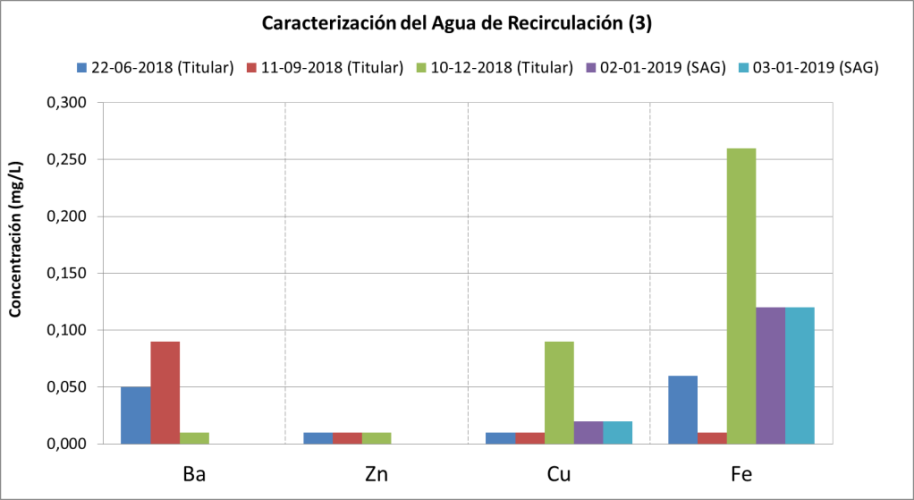 Caracterización del Agua de Recirculación (3)
22-06-2018 (Titular) 11-09-2018 (Titular) 10-12-2018 (Titular) 02-01-2019 (SAG) 03-01-2019 (SAG)
Concentración (mg/L)
0,300
0,250
0,200
0,150
0,100
0,050
0,000
Ba Zn Cu Fe